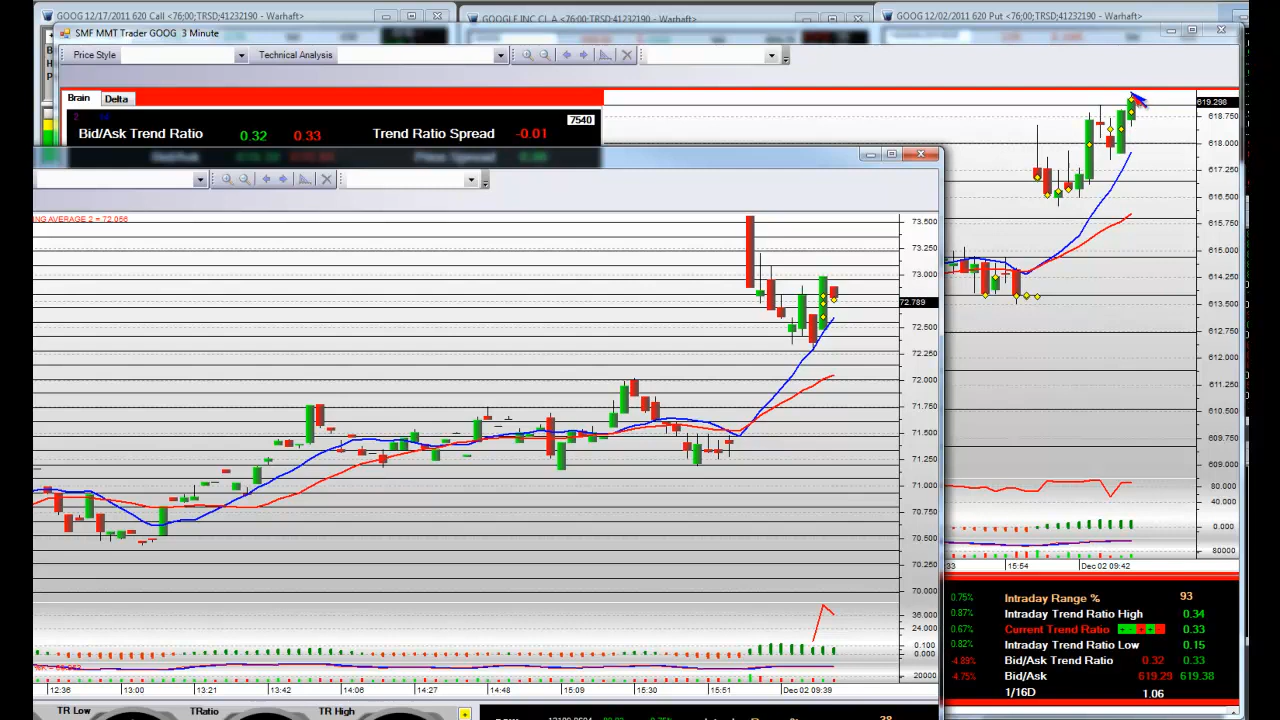 GOOG 12/17/2011 620 Call <76;00;TRSD;41232190 - Warhaft>
GOOGLE INC CL A <76;00;TRSD;41232190 - Warhaft>
GOOG 12/02/2011 620 Put <76;00;TRSD;41232190 - Warhaft>
SMF MMT Trader GOOG 3 Minute
Price Style
Technical Analysis
Brain
Delta
7540
Bid/Ask Trend Ratio 0.32 0.33 Trend Ratio Spread -0.01
619.298
618.750
618.000
617.250
616.500
615.750
615.000
614.250
613.500
612.750
612.000
611.250
610.500
609.750
609.000
80.000
40.000
0.000
80000
15:54 Dec 02 09:42
ING AVERAGE 2 = 72.056
73.500
73.250
73.000
72.789
72.500
72.250
72.000
71.750
71.500
71.250
71.000
70.750
70.500
70.250
70.000
36.000
24.000
0.100
0.000
20000
12:36 13:00 13:21 13:42 14:06 14:27 14:48 15:09 15:30 15:51 Dec 02 09:39
0.75% Intraday Range % 93
0.87% Intraday Trend Ratio High 0.34
0.67% Current Trend Ratio 0.33
0.82% Intraday Trend Ratio Low 0.15
-4.89% Bid/Ask Trend Ratio 0.32 0.33
-4.75% Bid/Ask 619.29 619.38
1/16D 1.06
TR Low TRatio TR High